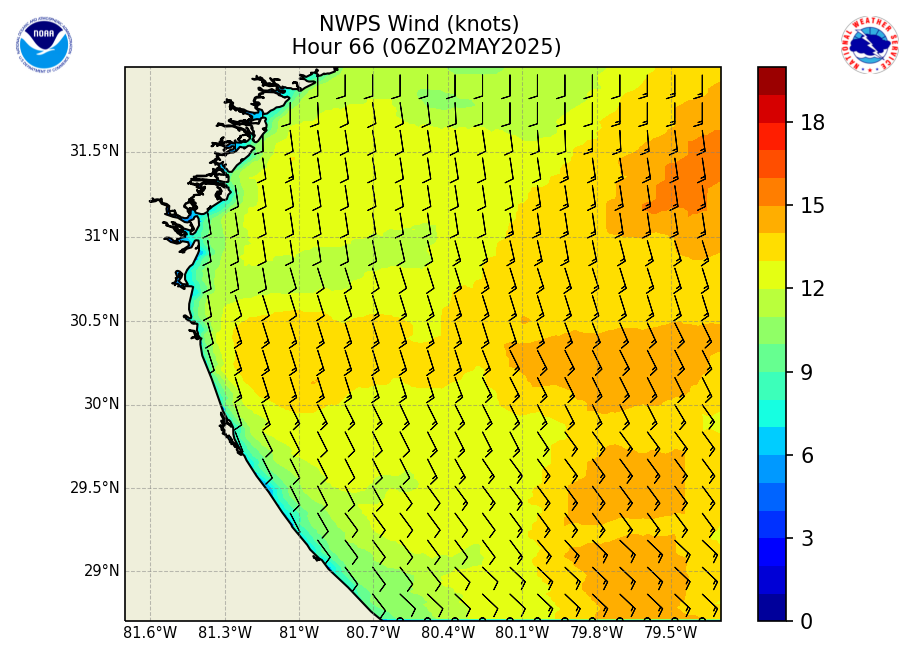 NWPS Wind (knots)
Hour 66 (06Z02MAY2025)
NOAA
NATIONAL WEATHER SERVICE
31.5°N
31°N
30.5°N
30°N
29.5°N
29°N
81.6°W 81.3°W 81°W 80.7°W 80.4°W 80.1°W 79.8°W 79.5°W
18
15
12
9
6
3
0